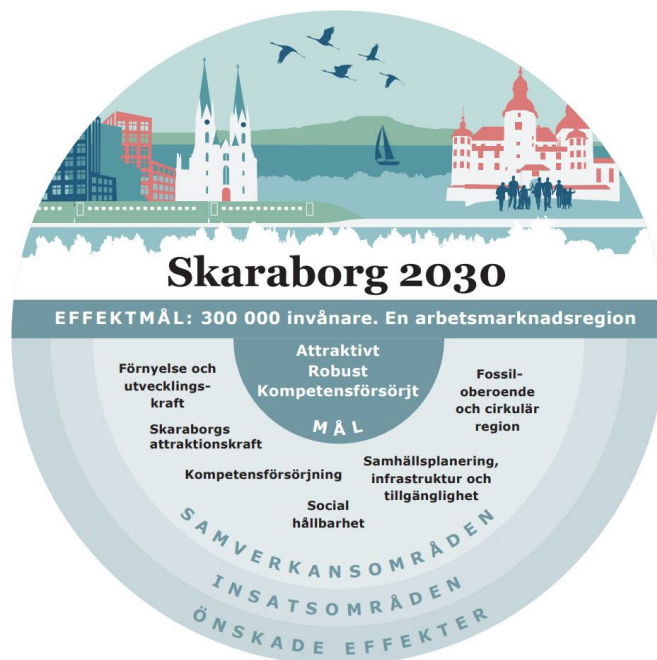 Skaraborg 2030
EFFEKTMÅL: 300 000 invånare. En arbetsmarknadsregion
Attraktivt
Robust
Kompetensförsörjt
MÅL
Förnyelse och
utvecklings-
kraft
Skaraborgs
attraktionskraft
Kompetensförsörjning
Social
hållbarhet
Samhällsplanering,
infrastruktur och
tillgänglighet
Fossil-
oberoende
och cirkulär
region
SAMVERKANSOMRÅDEN
INSATSOMRÅDEN
ÖNSKADE EFFEKTER